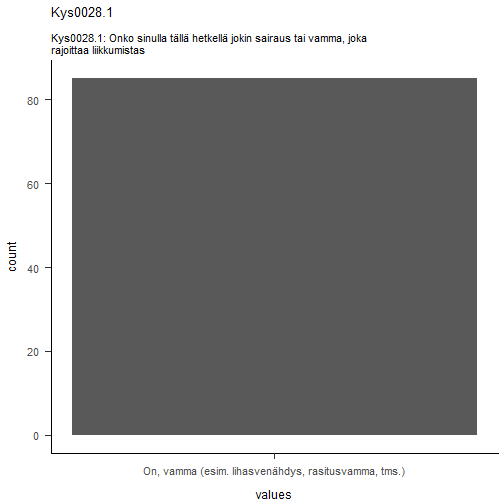 Kys0028.1
Kys0028.1: Onko sinulla tällä hetkellä jokin sairaus tai vamma, joka
rajoittaa liikkumistas
80
60
40
20
0
count
On, vamma (esim. lihasvenähdys, rasitusvamma, tms.)
values